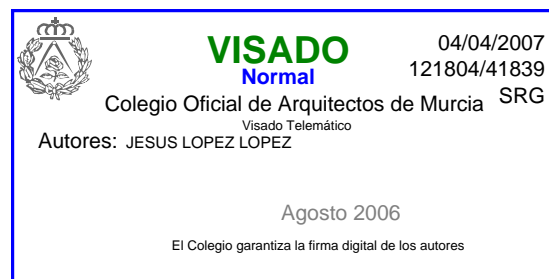 VISADO
Normal
04/04/2007
121804/41839
SRG
Colegio Oficial de Arquitectos de Murcia
Visado Telemático
Autores: JESUS LOPEZ LOPEZ
Agosto 2006
El Colegio garantiza la firma digital de los autores